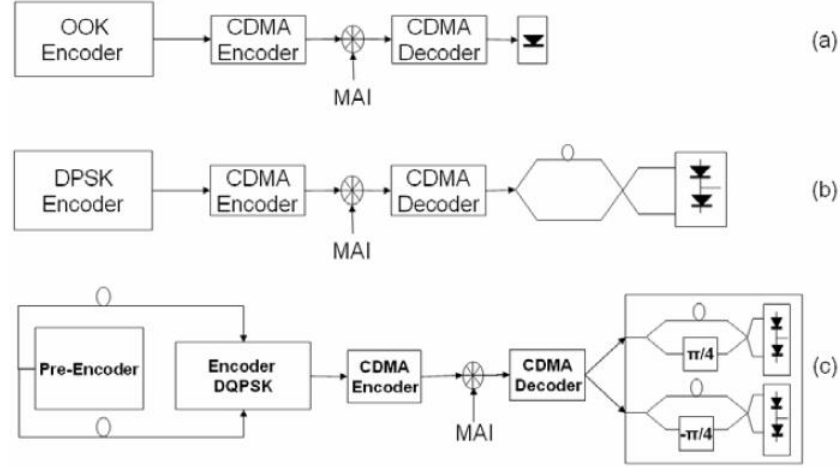 OOK
Encoder
CDMA
Encoder
CDMA
Decoder
MAI
(a)
DPSK
Encoder
CDMA
Encoder
CDMA
Decoder
MAI
(b)
Pre-Encoder
Encoder
DQPSK
CDMA
Encoder
CDMA
Decoder
MAI
π/4
-π/4
(c)